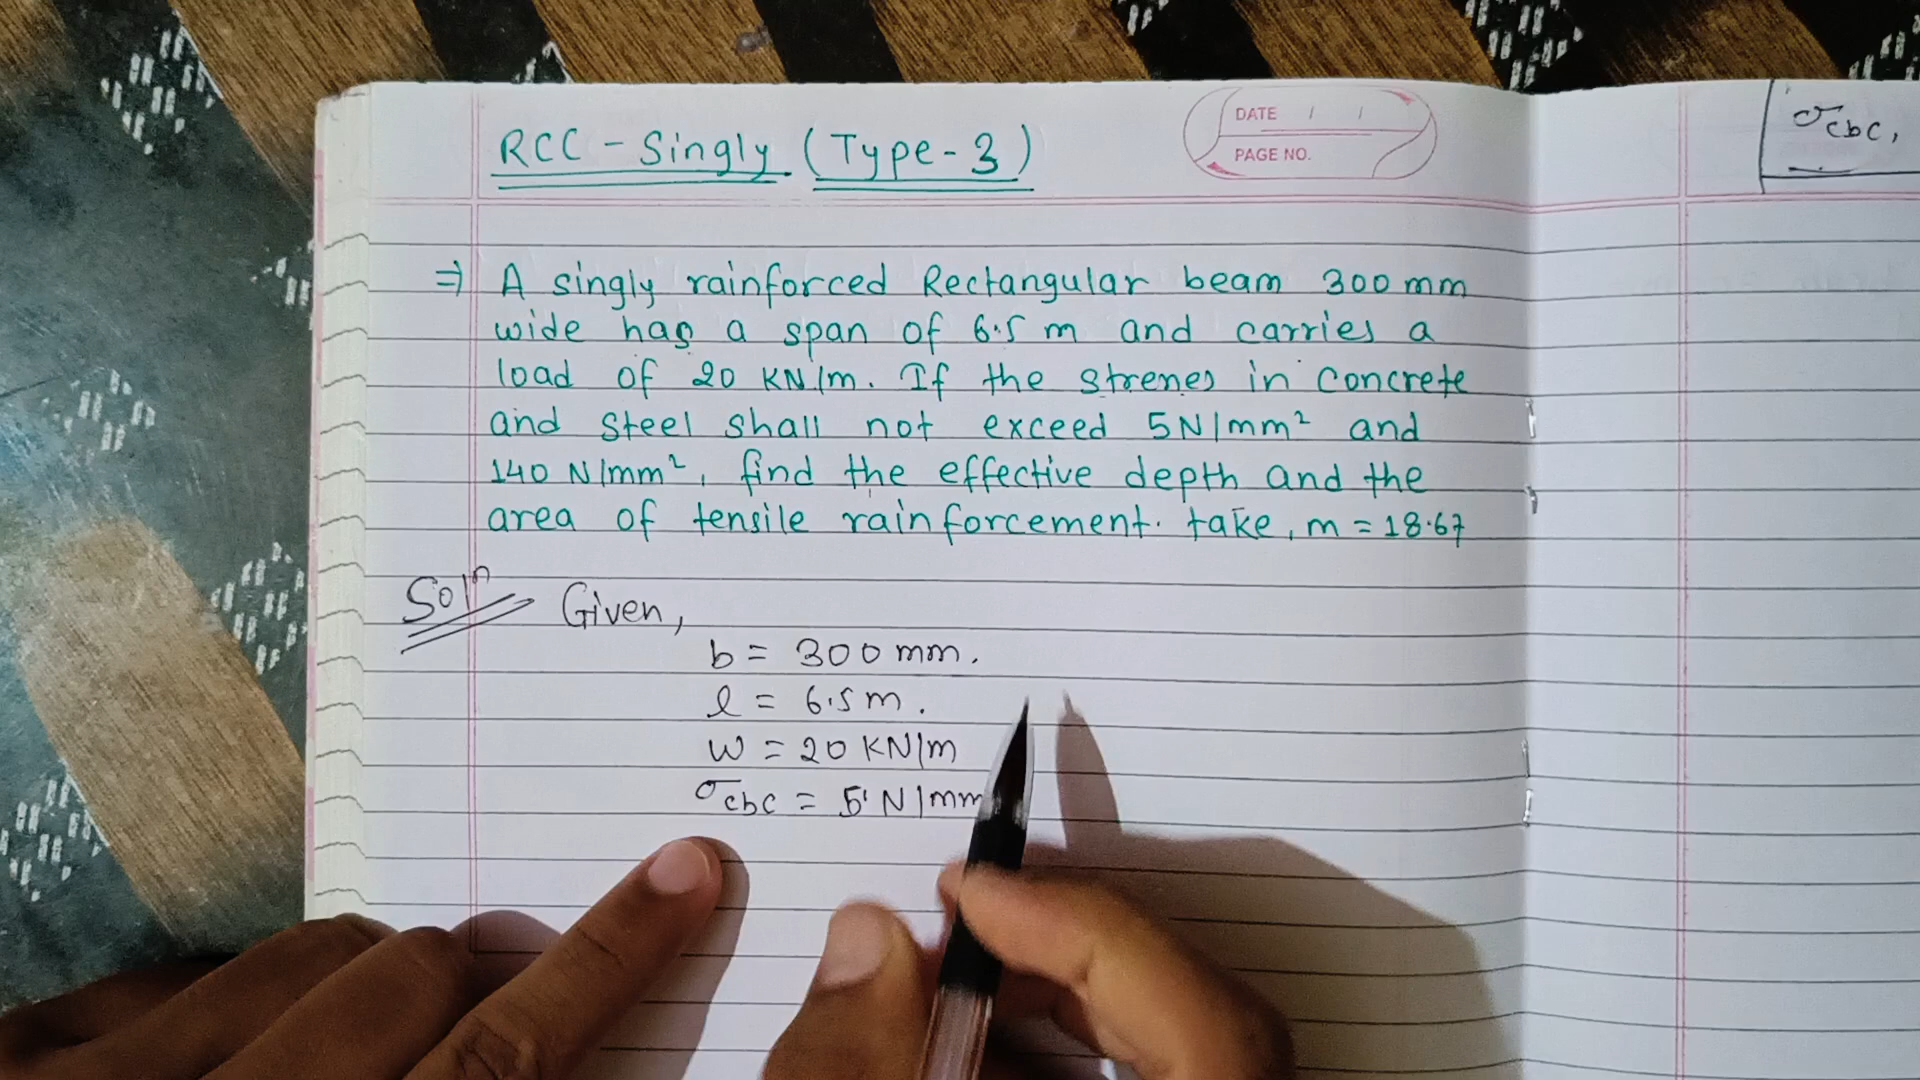 RCC - Singly (Type-3)
DATE / /
PAGE NO.
σcbc,
⇒ A singly rainforced Rectangular beam 300 mm
wide has a span of 6.5 m and carries a
load of 20 KN/m. If the stresses in concrete
and steel shall not exceed 5N/mm² and
140 N/mm², find the effective depth and the
area of tensile rainforcement. take, m = 18.67
Solⁿ Given,
b = 300 mm.
l = 6.5 m.
w = 20 KN/m
σcbc = 5 N/mm